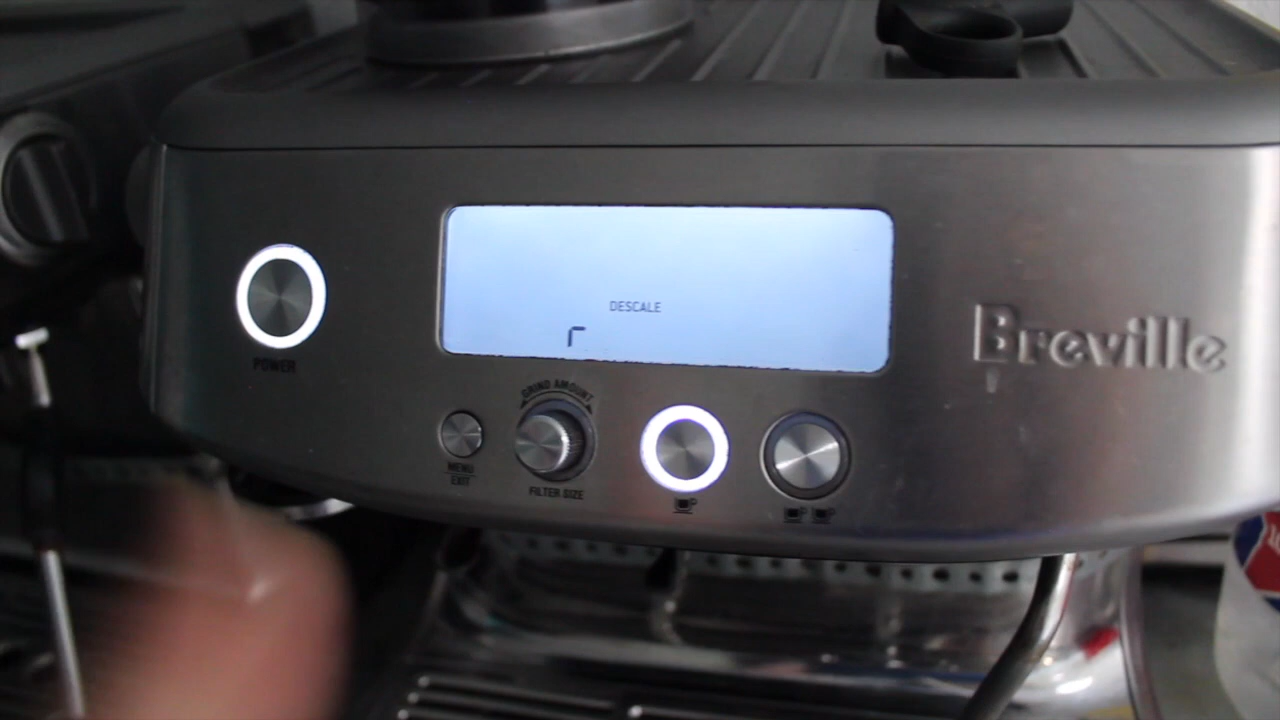 DESCALE
Breville
POWER
GRIND AMOUNT
MENU
EXIT
FILTER SIZE